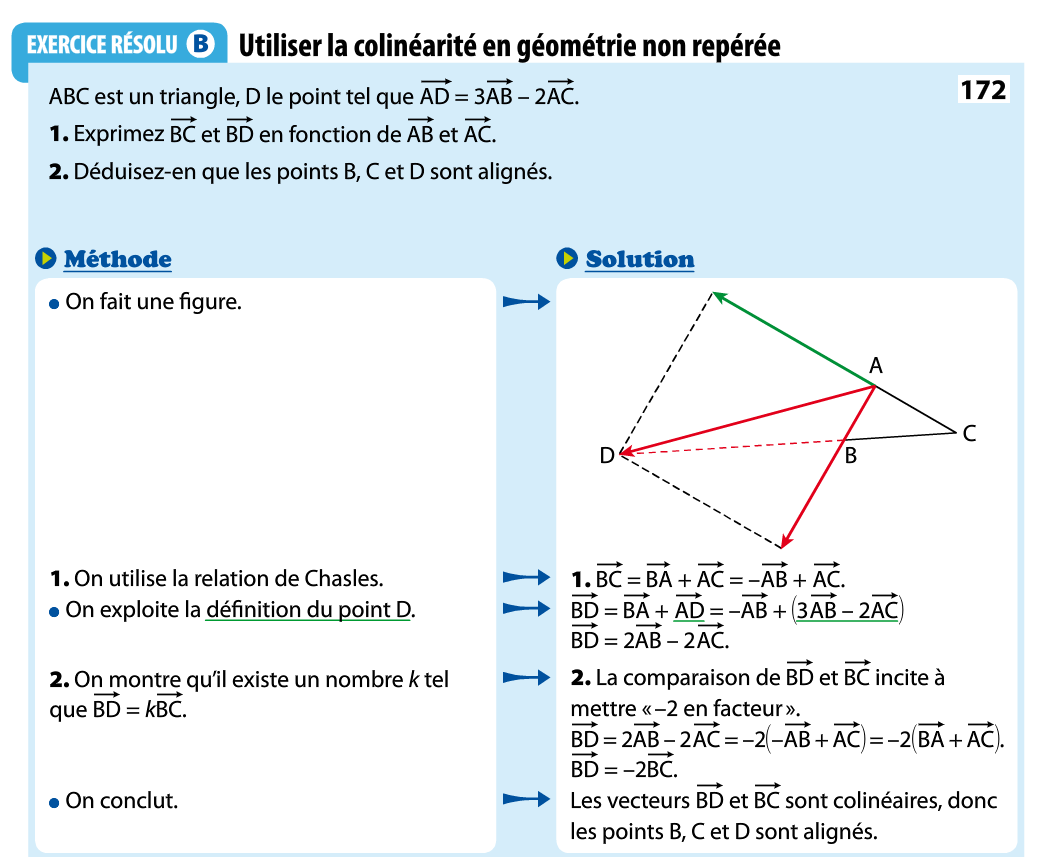 EXERCICE RÉSOLU B Utiliser la colinéarité en géométrie non repérée
ABC est un triangle, D le point tel que \overrightarrow{AD} = 3\overrightarrow{AB} – 2\overrightarrow{AC}.
172
1. Exprimez \overrightarrow{BC} et \overrightarrow{BD} en fonction de \overrightarrow{AB} et \overrightarrow{AC}.
2. Déduisez-en que les points B, C et D sont alignés.
Méthode
• On fait une figure.
1. On utilise la relation de Chasles.
• On exploite la définition du point D.
2. On montre qu’il existe un nombre k tel
que \overrightarrow{BD} = k\overrightarrow{BC}.
• On conclut.
Solution
A
C
B
D
1. \overrightarrow{BC} = \overrightarrow{BA} + \overrightarrow{AC} = –\overrightarrow{AB} + \overrightarrow{AC}.
\overrightarrow{BD} = \overrightarrow{BA} + \overrightarrow{AD} = –\overrightarrow{AB} + (3\overrightarrow{AB} – 2\overrightarrow{AC})
\overrightarrow{BD} = 2\overrightarrow{AB} – 2\overrightarrow{AC}.
2. La comparaison de \overrightarrow{BD} et \overrightarrow{BC} incite à
mettre « –2 en facteur ».
\overrightarrow{BD} = 2\overrightarrow{AB} – 2\overrightarrow{AC} = –2(–\overrightarrow{AB} + \overrightarrow{AC}) = –2(\overrightarrow{BA} + \overrightarrow{AC}).
\overrightarrow{BD} = –2\overrightarrow{BC}.
Les vecteurs \overrightarrow{BD} et \overrightarrow{BC} sont colinéaires, donc
les points B, C et D sont alignés.